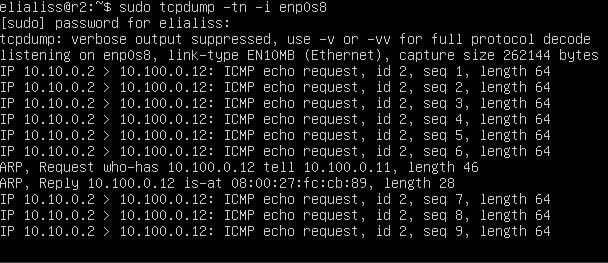 elialiss@r2:~$ sudo tcpdump -tn -i enp0s8
[sudo] password for elialiss:
tcpdump: verbose output suppressed, use -v or -vv for full protocol decode
listening on enp0s8, link-type EN10MB (Ethernet), capture size 262144 bytes
IP 10.10.0.2 > 10.100.0.12: ICMP echo request, id 2, seq 1, length 64
IP 10.10.0.2 > 10.100.0.12: ICMP echo request, id 2, seq 2, length 64
IP 10.10.0.2 > 10.100.0.12: ICMP echo request, id 2, seq 3, length 64
IP 10.10.0.2 > 10.100.0.12: ICMP echo request, id 2, seq 4, length 64
IP 10.10.0.2 > 10.100.0.12: ICMP echo request, id 2, seq 5, length 64
IP 10.10.0.2 > 10.100.0.12: ICMP echo request, id 2, seq 6, length 64
ARP, Request who-has 10.100.0.12 tell 10.100.0.11, length 46
ARP, Reply 10.100.0.12 is-at 08:00:27:fc:cb:89, length 28
IP 10.10.0.2 > 10.100.0.12: ICMP echo request, id 2, seq 7, length 64
IP 10.10.0.2 > 10.100.0.12: ICMP echo request, id 2, seq 8, length 64
IP 10.10.0.2 > 10.100.0.12: ICMP echo request, id 2, seq 9, length 64